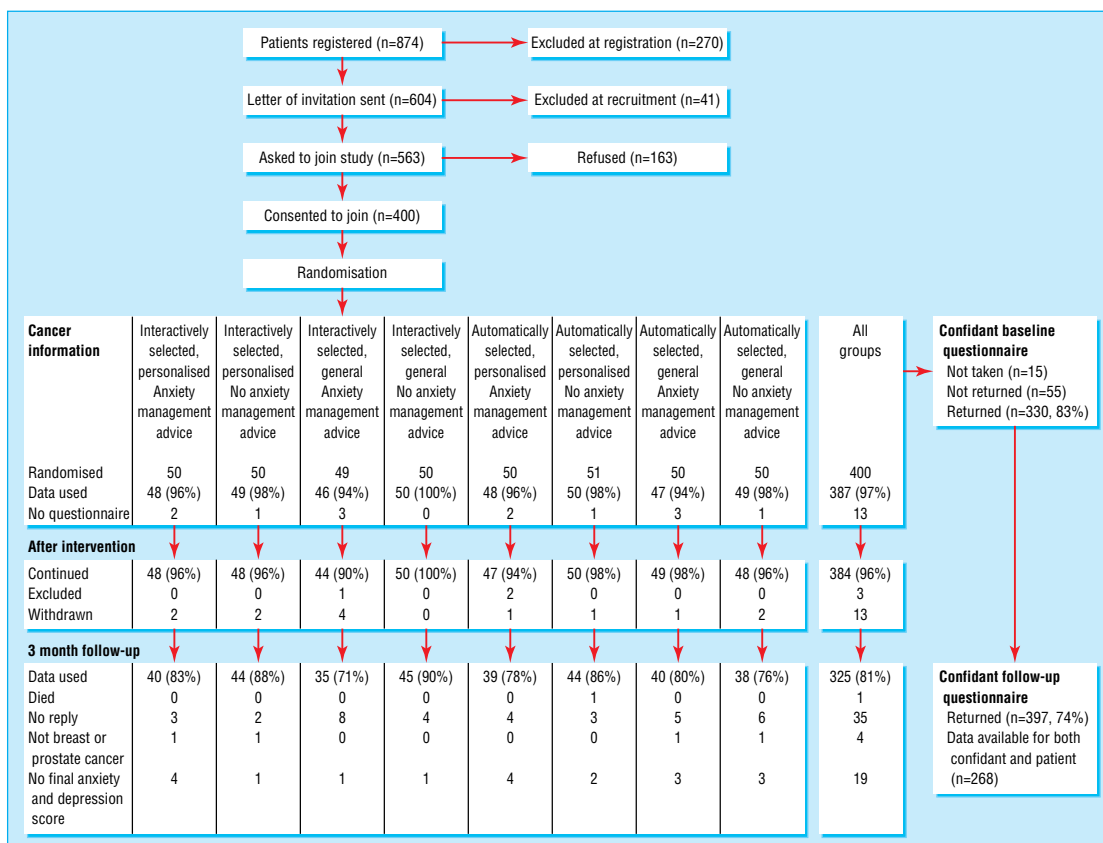 Patients registered (n=874)
Excluded at registration (n=270)
Letter of invitation sent (n=604)
Excluded at recruitment (n=41)
Asked to join study (n=563)
Refused (n=163)
Consented to join (n=400)
Randomisation
Cancer information
Interactively selected, personalised Anxiety management advice
Interactively selected, personalised No anxiety management advice
Interactively selected, general Anxiety management advice
Interactively selected, general No anxiety management advice
Automatically selected, personalised Anxiety management advice
Automatically selected, personalised No anxiety management advice
Automatically selected, general Anxiety management advice
Automatically selected, general No anxiety management advice
All groups
Randomised 50 50 49 50 50 51 50 50 400
Data used 48 (96%) 49 (98%) 46 (94%) 50 (100%) 48 (96%) 50 (98%) 47 (94%) 49 (98%) 387 (97%)
No questionnaire 2 1 3 0 2 1 3 1 13
Confidant baseline
questionnaire
Not taken (n=15)
Not returned (n=55)
Returned (n=330, 83%)
After intervention
Continued 48 (96%) 48 (96%) 44 (90%) 50 (100%) 47 (94%) 50 (98%) 49 (98%) 48 (96%) 384 (96%)
Excluded 0 0 1 0 2 0 0 0 3
Withdrawn 2 2 4 0 1 1 1 2 13
3 month follow-up
Data used 40 (83%) 44 (88%) 35 (71%) 45 (90%) 39 (78%) 44 (86%) 40 (80%) 38 (76%) 325 (81%)
Died 0 0 0 0 0 1 0 0 1
No reply 3 2 8 4 4 3 5 6 35
Not breast or 1 1 0 0 0 0 1 1 4
prostate cancer
No final anxiety 4 1 1 1 4 2 3 3 19
and depression
score
Confidant follow-up
questionnaire
Returned (n=397, 74%)
Data available for both
confidant and patient
(n=268)